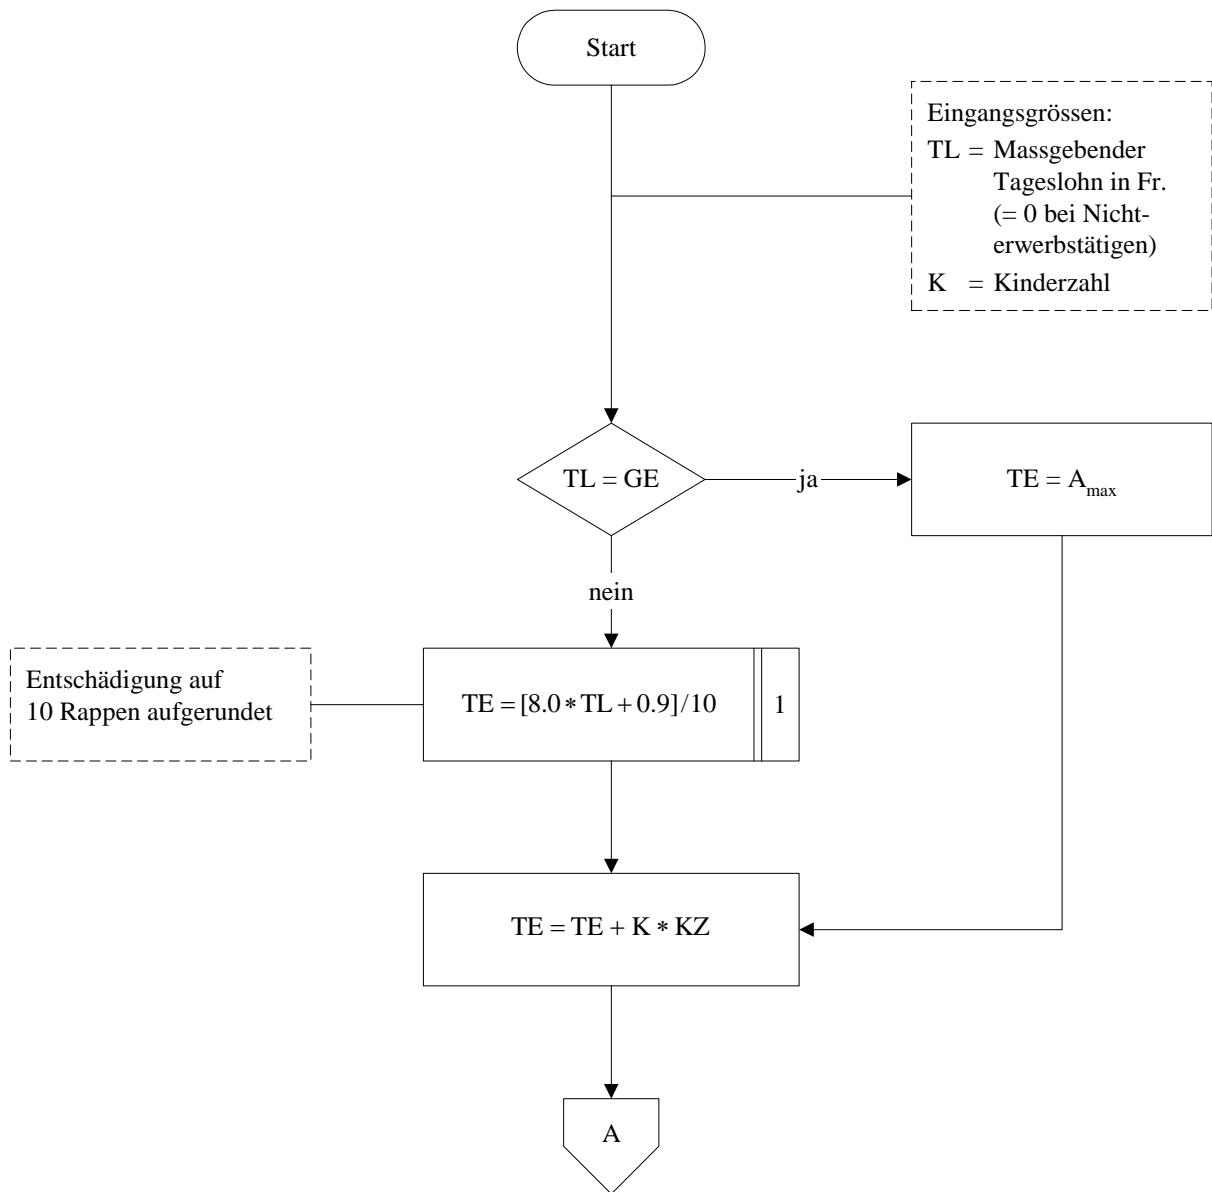 Start
Eingangsgrössen:
TL = Massgebender
Tageslohn in Fr.
(= 0 bei Nicht-
erwerbstätigen)
K = Kinderzahl
TL = GE
ja
TE = Amax
nein
Entschädigung auf
10 Rappen aufgerundet
TE = [8.0 * TL + 0.9]/10
1
TE = TE + K * KZ
A